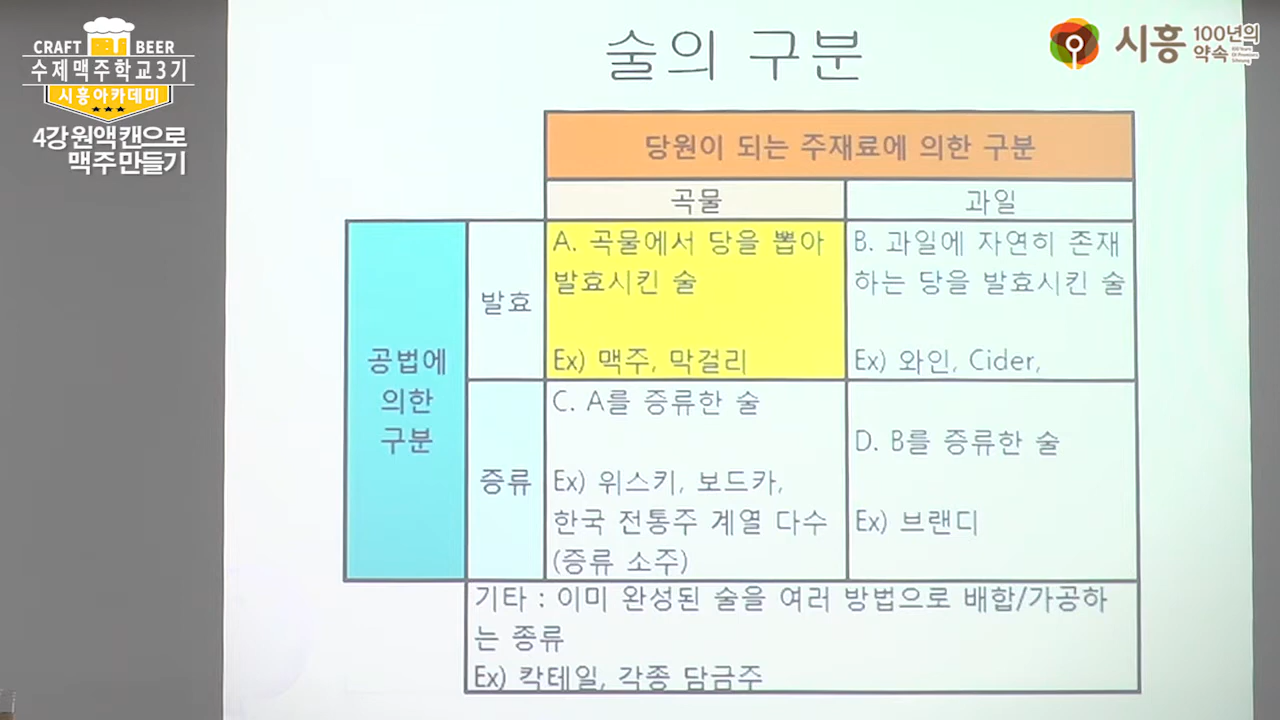 CRAFT BEER
수제맥주학교3기
시흥아카데미
4강 원액 캔으로
맥주 만들기
술의 구분
시흥 100년의
약속
당원이 되는 주재료에 의한 구분
곡물
과일
공법에
의한
구분
발효
A. 곡물에서 당을 뽑아
발효시킨 술
Ex) 맥주, 막걸리
B. 과일에 자연히 존재
하는 당을 발효시킨 술
Ex) 와인, Cider,
증류
C. A를 증류한 술
Ex) 위스키, 보드카,
한국 전통주 계열 다수
(증류 소주)
D. B를 증류한 술
Ex) 브랜디
기타 : 이미 완성된 술을 여러 방법으로 배합/가공하
는 종류
Ex) 칵테일, 각종 담금주